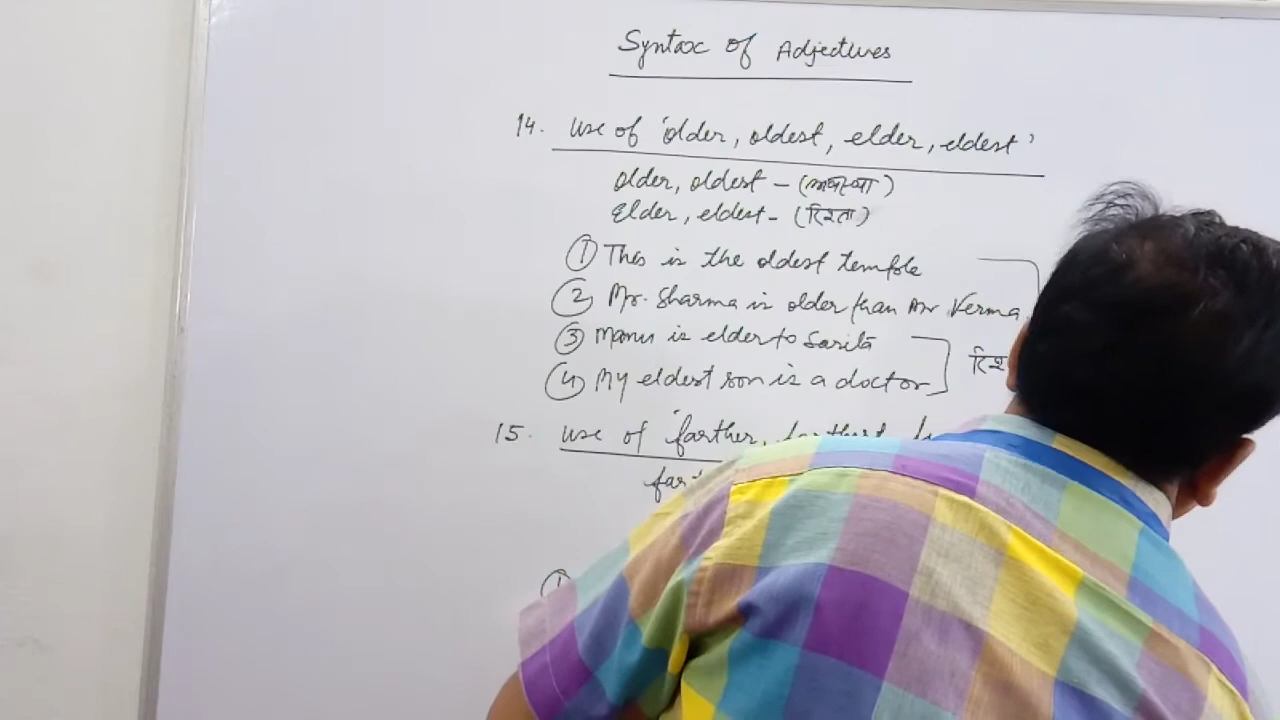 Syntax of Adjectives
14. Use of 'older, oldest, elder, eldest'
older, oldest - (अवस्था)
Elder, eldest - (रिश्ता)
① This is the oldest temple
② Mr. Sharma is older than Mr Verma
③ Manu is elder to Sarita
④ My eldest son is a doctor
15. Use of 'farther,
①